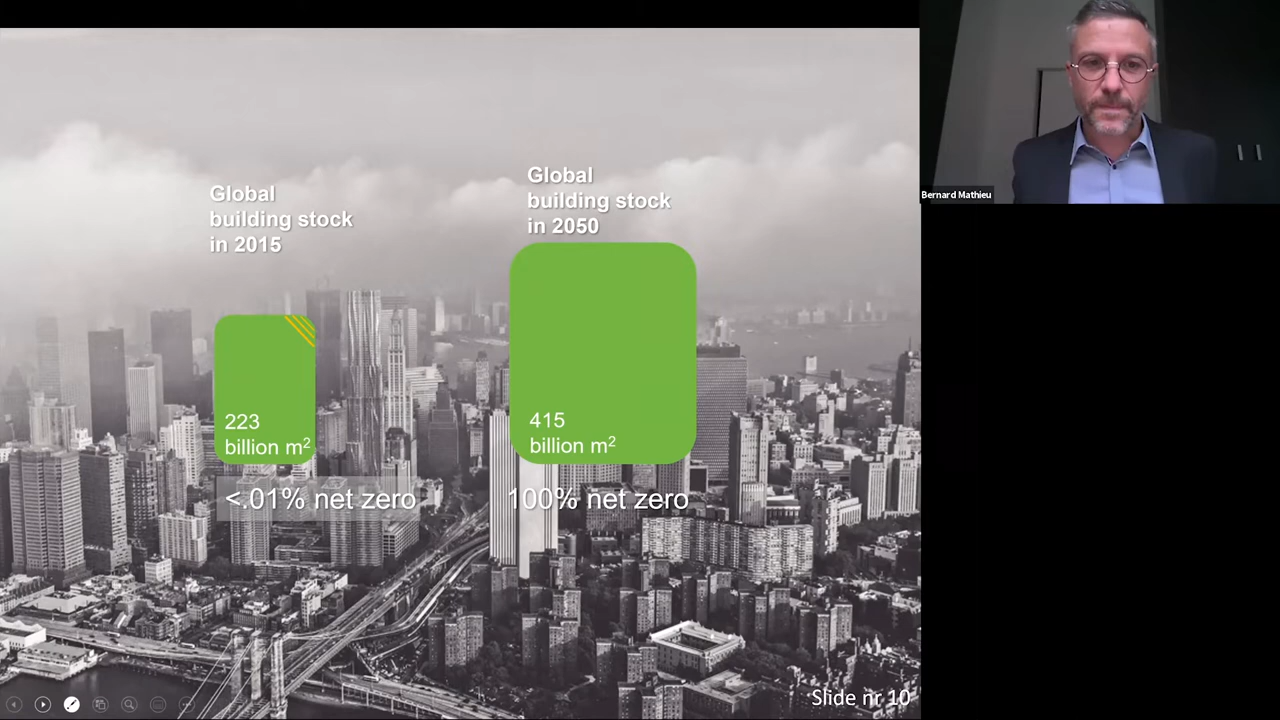 Global
building stock
in 2015
223
billion m²
<.01% net zero
Global
building stock
in 2050
415
billion m²
100% net zero
Slide nr 10
Bernard Mathieu